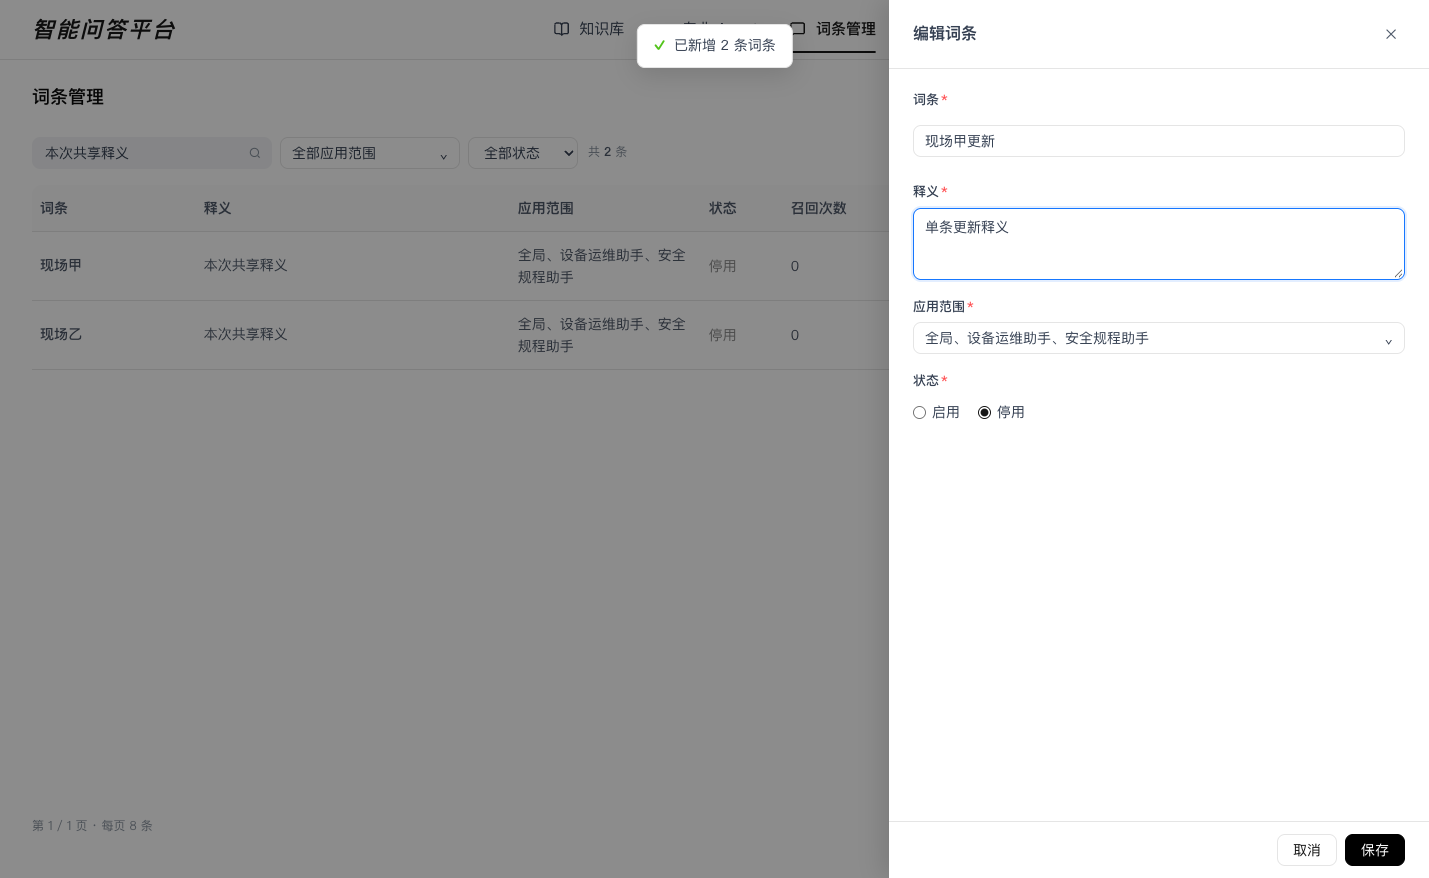 智能问答平台
知识库
词条管理
已新增 2 条词条
词条管理
本次共享释义
全部应用范围
全部状态
共 2 条
词条 释义 应用范围 状态 召回次数
现场甲 本次共享释义 全局、设备运维助手、安全规程助手 停用 0
现场乙 本次共享释义 全局、设备运维助手、安全规程助手 停用 0
第 1 / 1 页 · 每页 8 条
编辑词条
词条 *
现场甲更新
释义 *
单条更新释义
应用范围 *
全局、设备运维助手、安全规程助手
状态 *
启用 停用
取消 保存